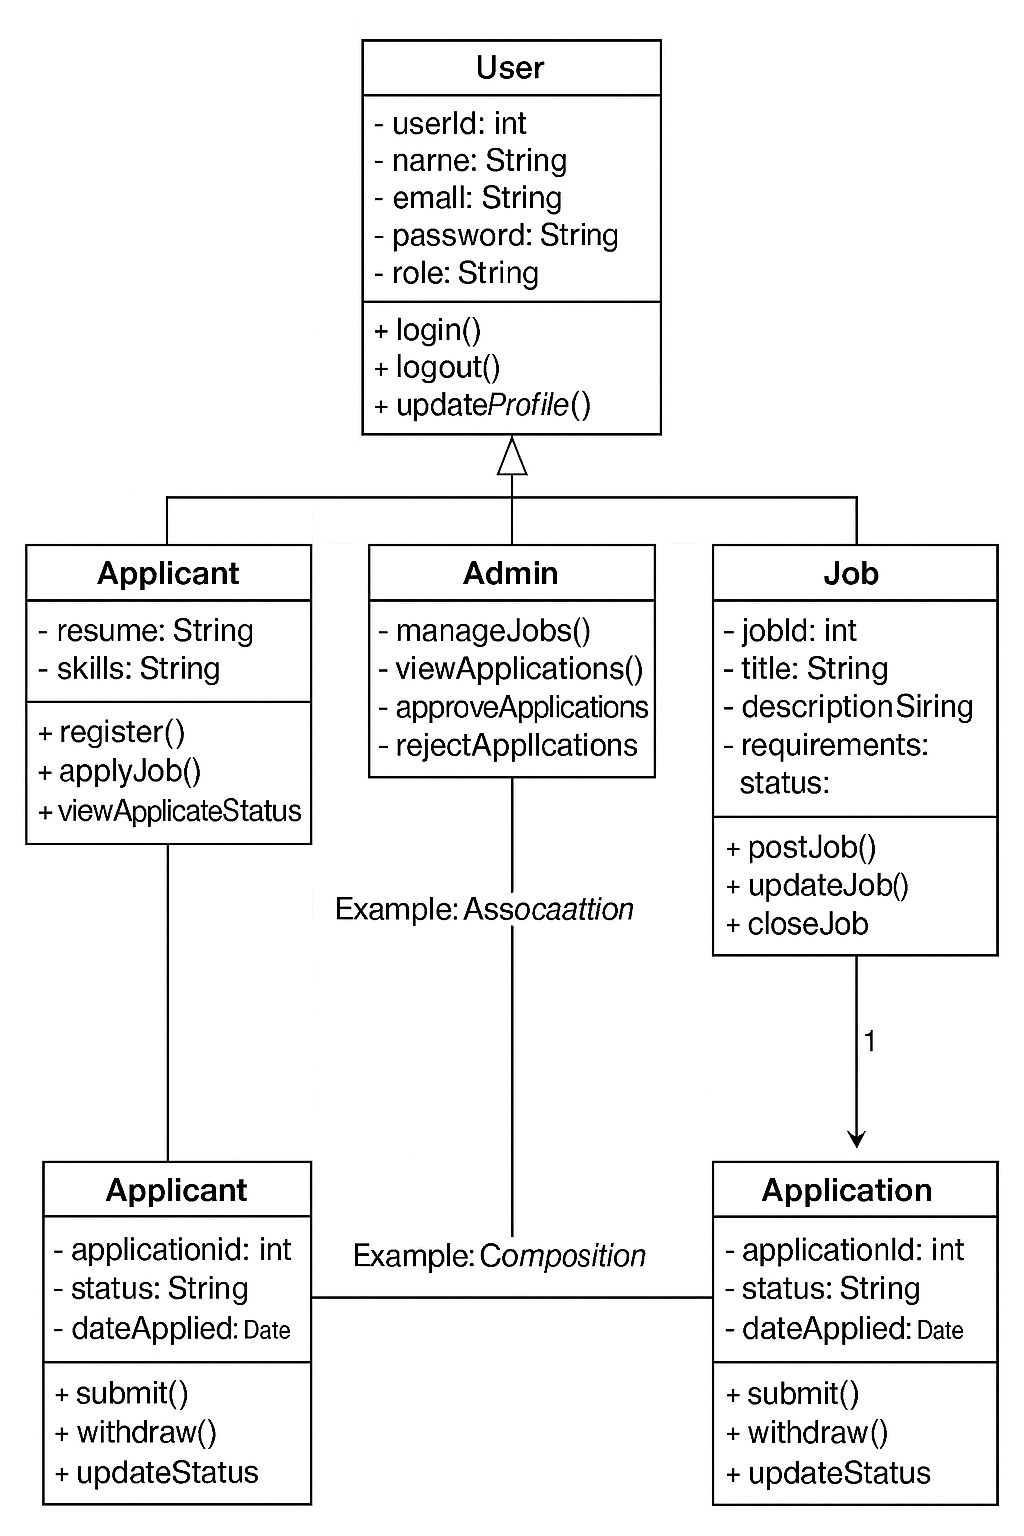 User
- userId: int
- narne: String
- emall: String
- password: String
- role: String
+ login()
+ logout()
+ updateProfile()
Applicant
- resume: String
- skills: String
+ register()
+ applyJob()
+ viewApplicateStatus
Admin
- manageJobs()
- viewApplications()
- approveApplications
- rejectAppllcations
Job
- jobId: int
- title: String
- descriptionSiring
- requirements:
status:
+ postJob()
+ updateJob()
+ closeJob
Example: Assocaattion
1
Applicant
- applicationid: int
- status: String
- dateApplied: Date
+ submit()
+ withdraw()
+ updateStatus
Example: Composition
Application
- applicationId: int
- status: String
- dateApplied: Date
+ submit()
+ withdraw()
+ updateStatus